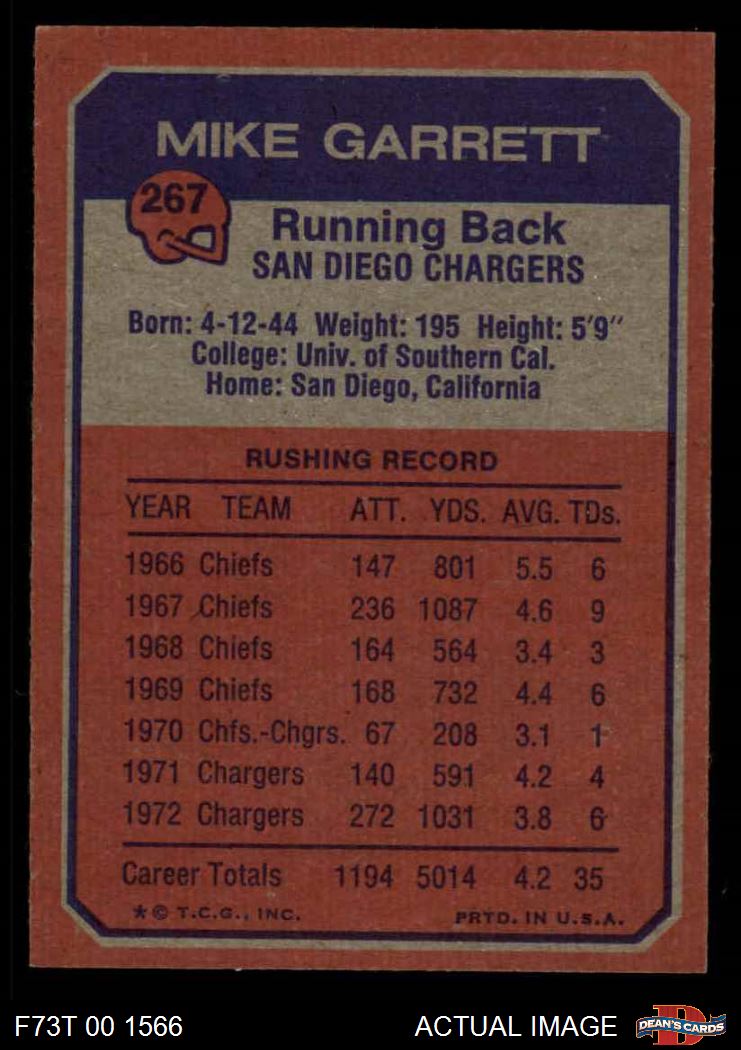 MIKE GARRETT
267
Running Back
SAN DIEGO CHARGERS
Born: 4-12-44 Weight: 195 Height: 5'9"
College: Univ. of Southern Cal.
Home: San Diego, California
RUSHING RECORD
YEAR TEAM ATT. YDS. AVG. TDs.
1966 Chiefs 147 801 5.5 6
1967 Chiefs 236 1087 4.6 9
1968 Chiefs 164 564 3.4 3
1969 Chiefs 168 732 4.4 6
1970 Chfs.-Chgrs. 67 208 3.1 1
1971 Chargers 140 591 4.2 4
1972 Chargers 272 1031 3.8 6
Career Totals 1194 5014 4.2 35
★ © T.C.G., INC. PRTD. IN U.S.A.
F73T 00 1566 ACTUAL IMAGE D DEAN'S CARDS